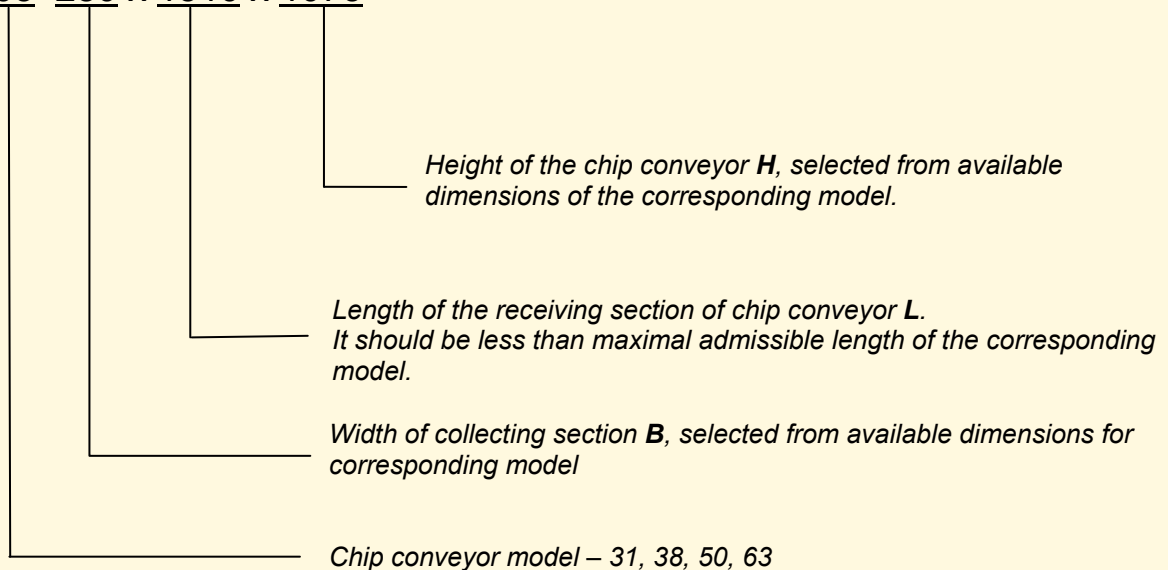 Height of the chip conveyor H, selected from available
dimensions of the corresponding model.
Length of the receiving section of chip conveyor L.
It should be less than maximal admissible length of the corresponding
model.
Width of collecting section B, selected from available dimensions for
corresponding model
Chip conveyor model – 31, 38, 50, 63